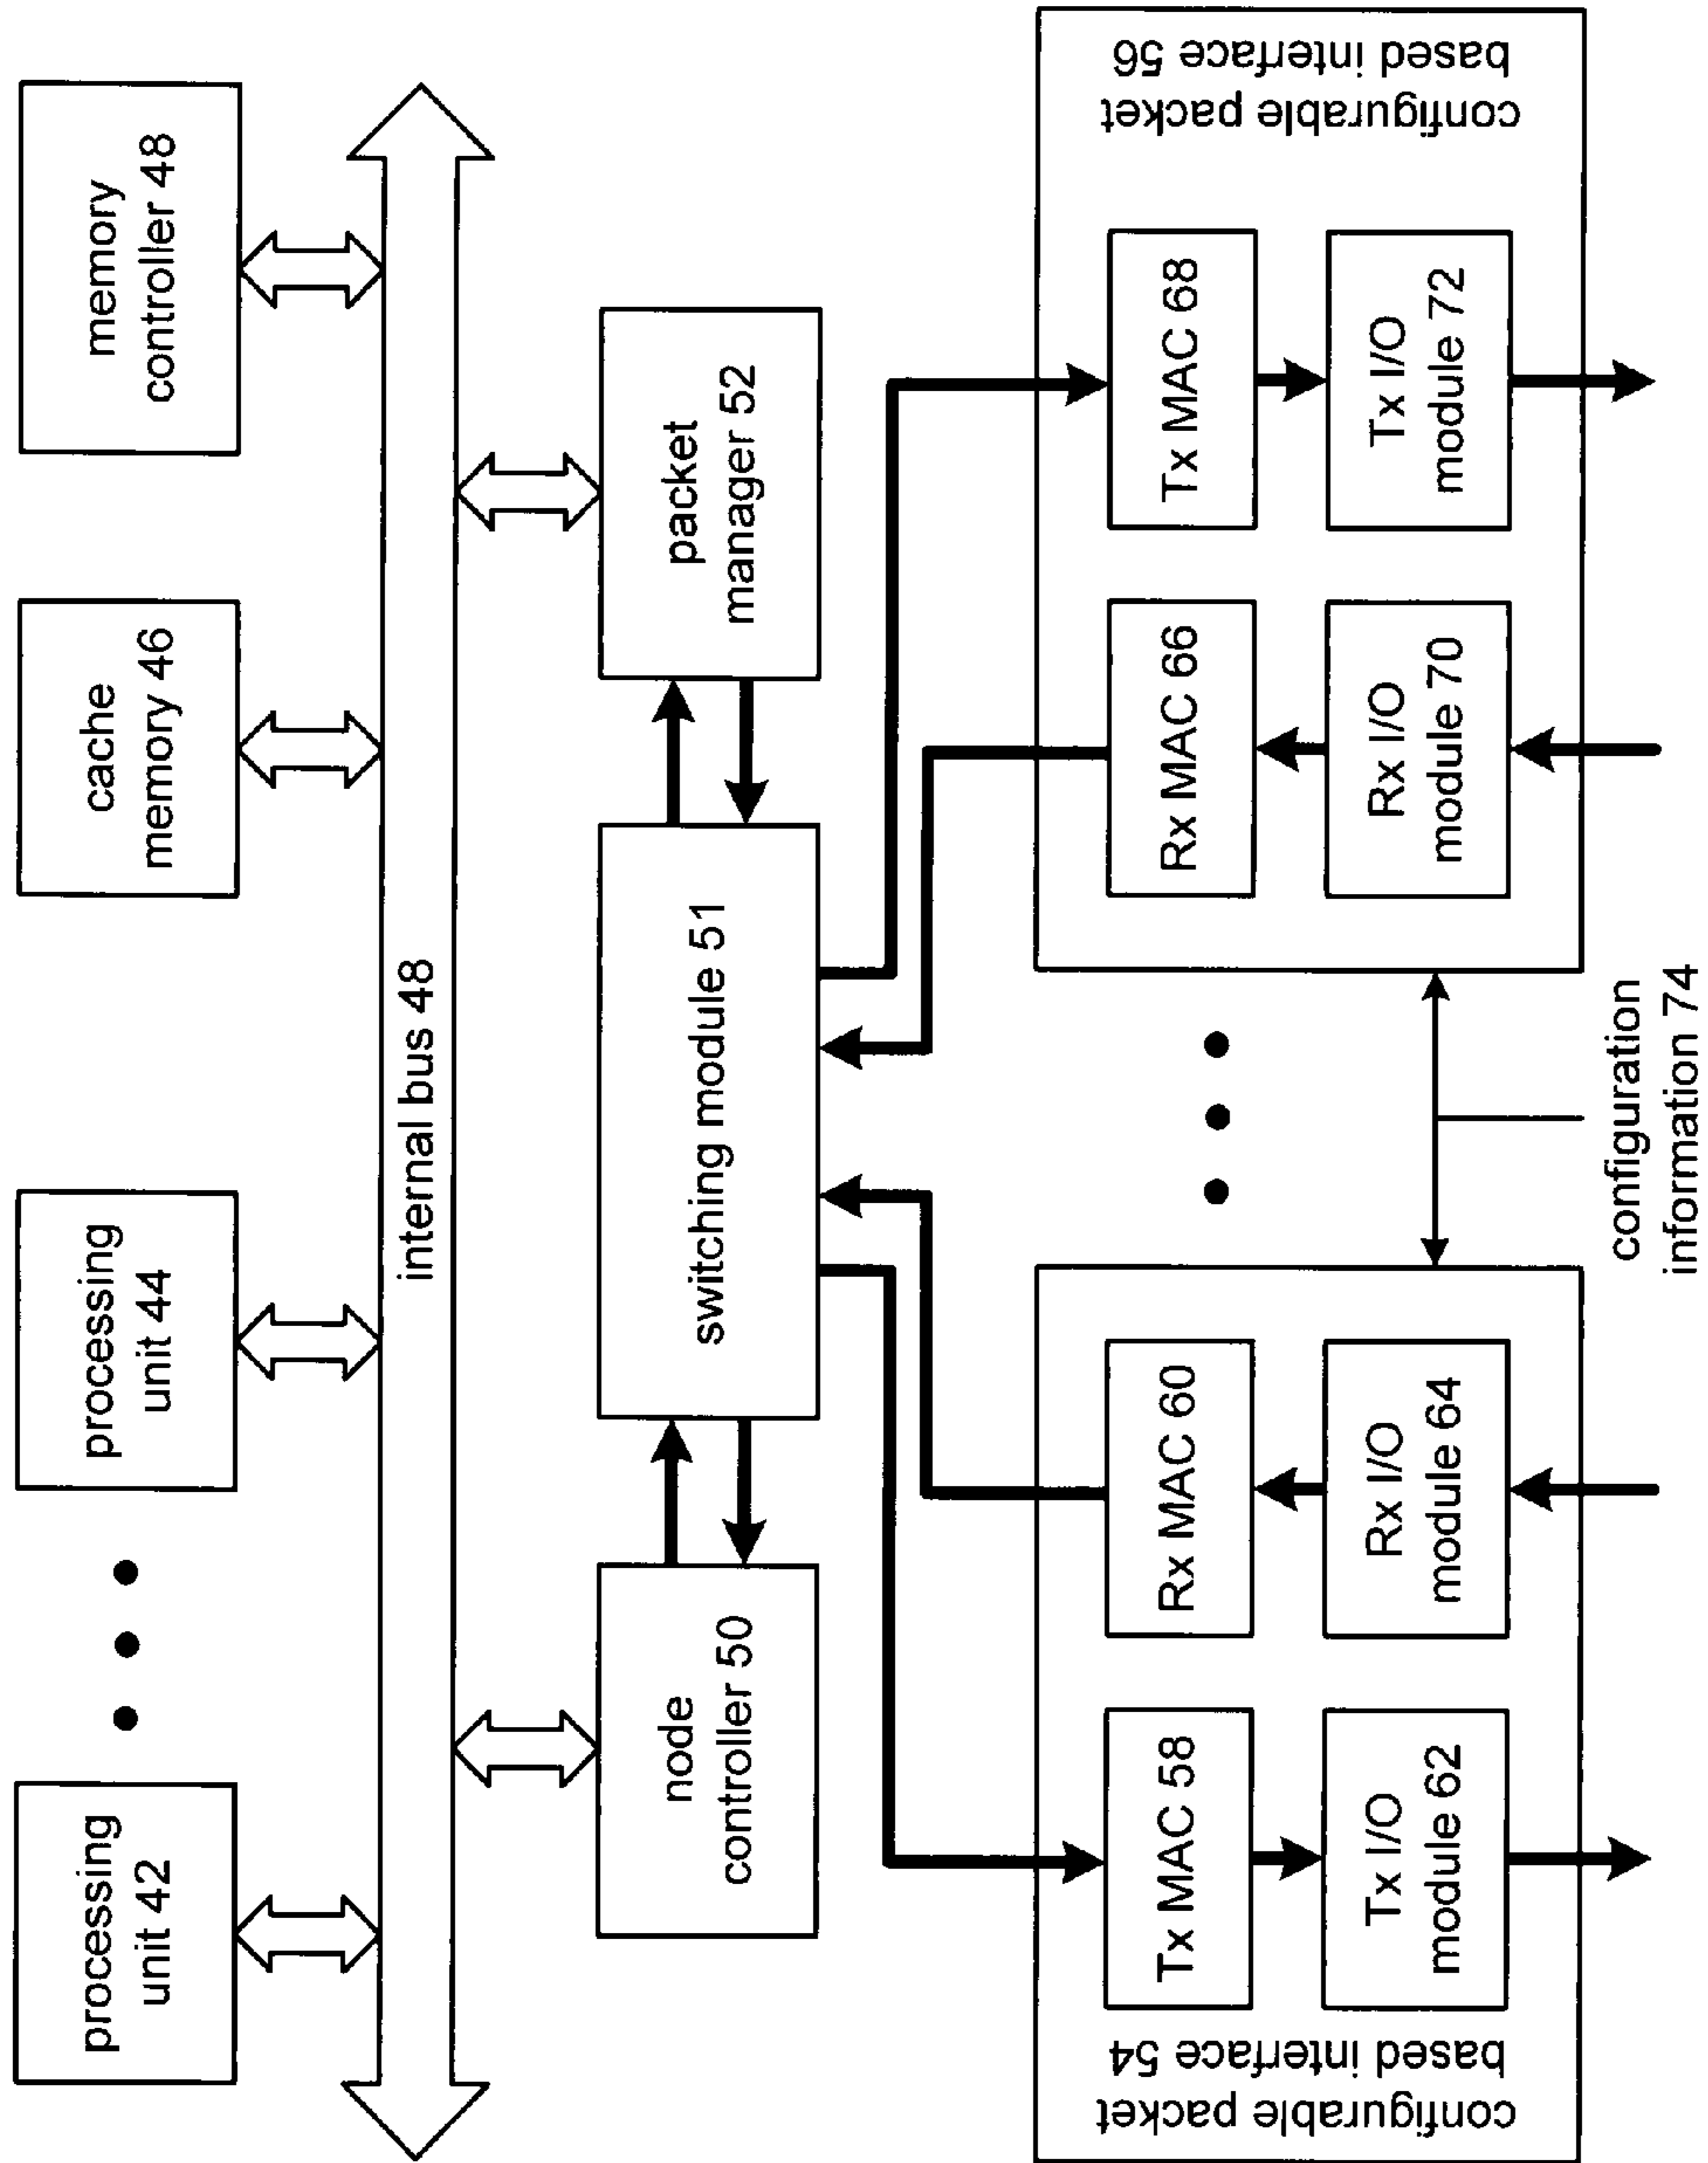 processing
unit 42
processing
unit 44
cache
memory 46
memory
controller 48
internal bus 48
node
controller 50
switching module 51
packet
manager 52
configurable packet
based interface 54
Tx MAC 58
Rx MAC 60
Tx I/O
module 62
Rx I/O
module 64
configurable packet
based interface 56
Rx MAC 66
Tx MAC 68
Rx I/O
module 70
Tx I/O
module 72
configuration
information 74